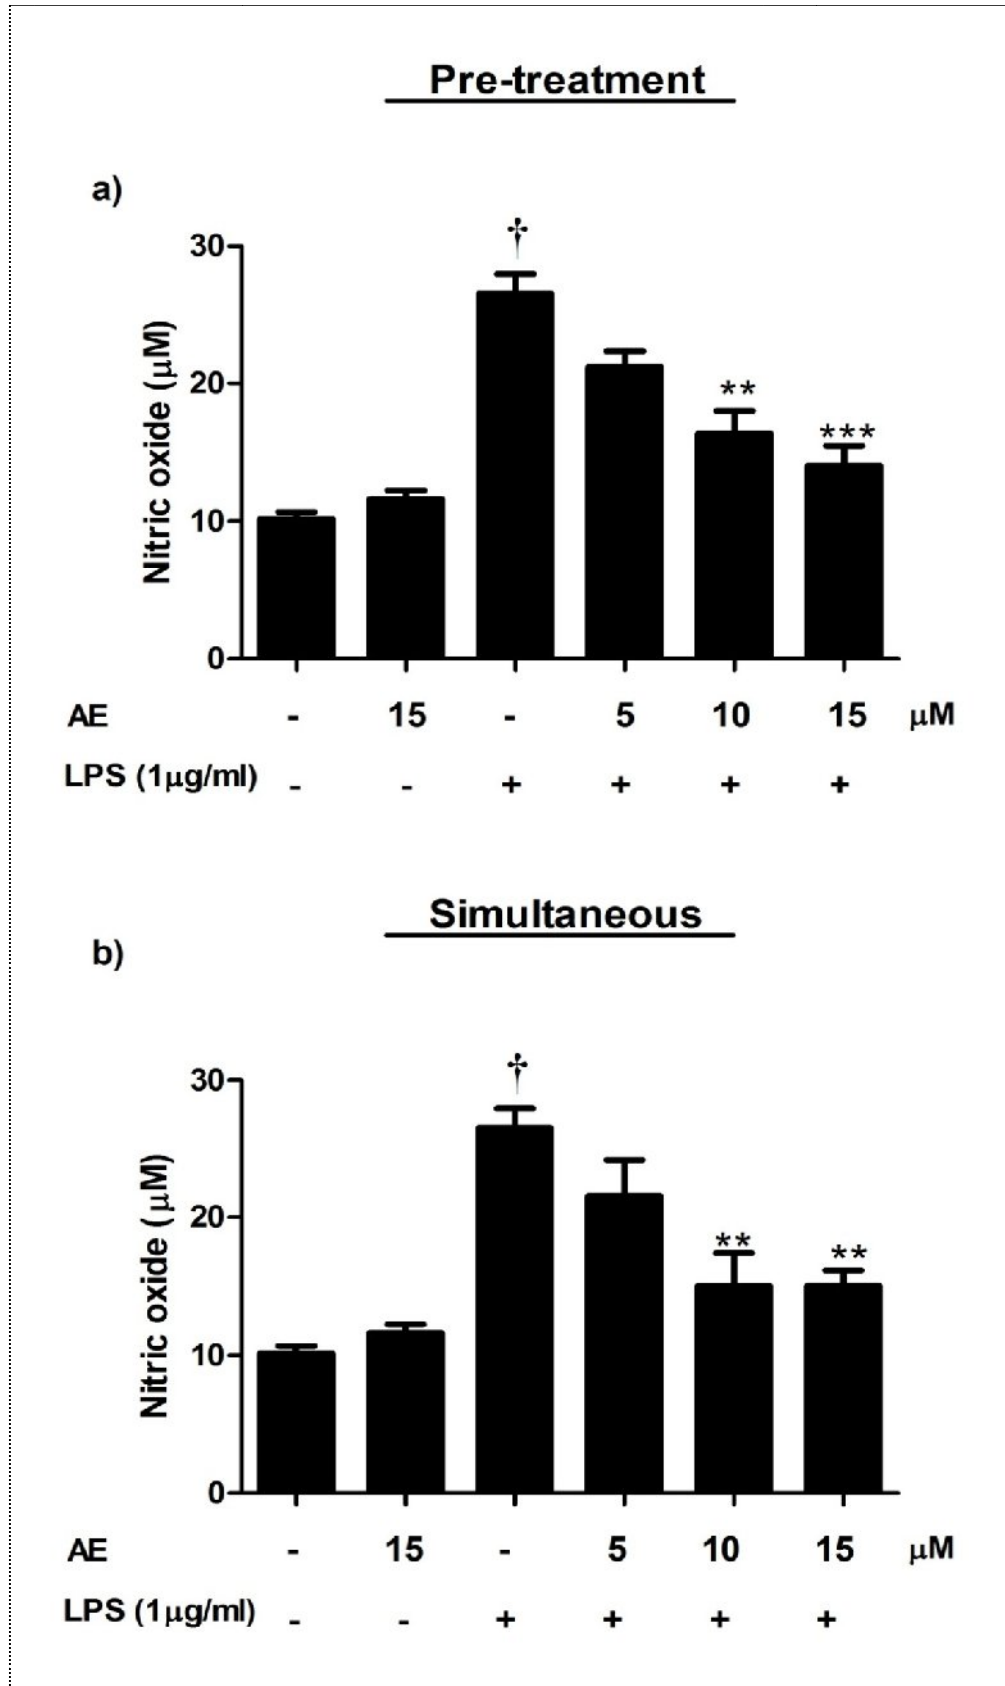 Pre-treatment
a)
†
30
**
20
***
10
0
Nitric oxide (μM)
AE - 15 - 5 10 15 μM
LPS (1μg/ml) - - + + + +
Simultaneous
b)
†
30
20
** **
10
0
Nitric oxide (μM)
AE - 15 - 5 10 15 μM
LPS (1μg/ml) - - + + + +